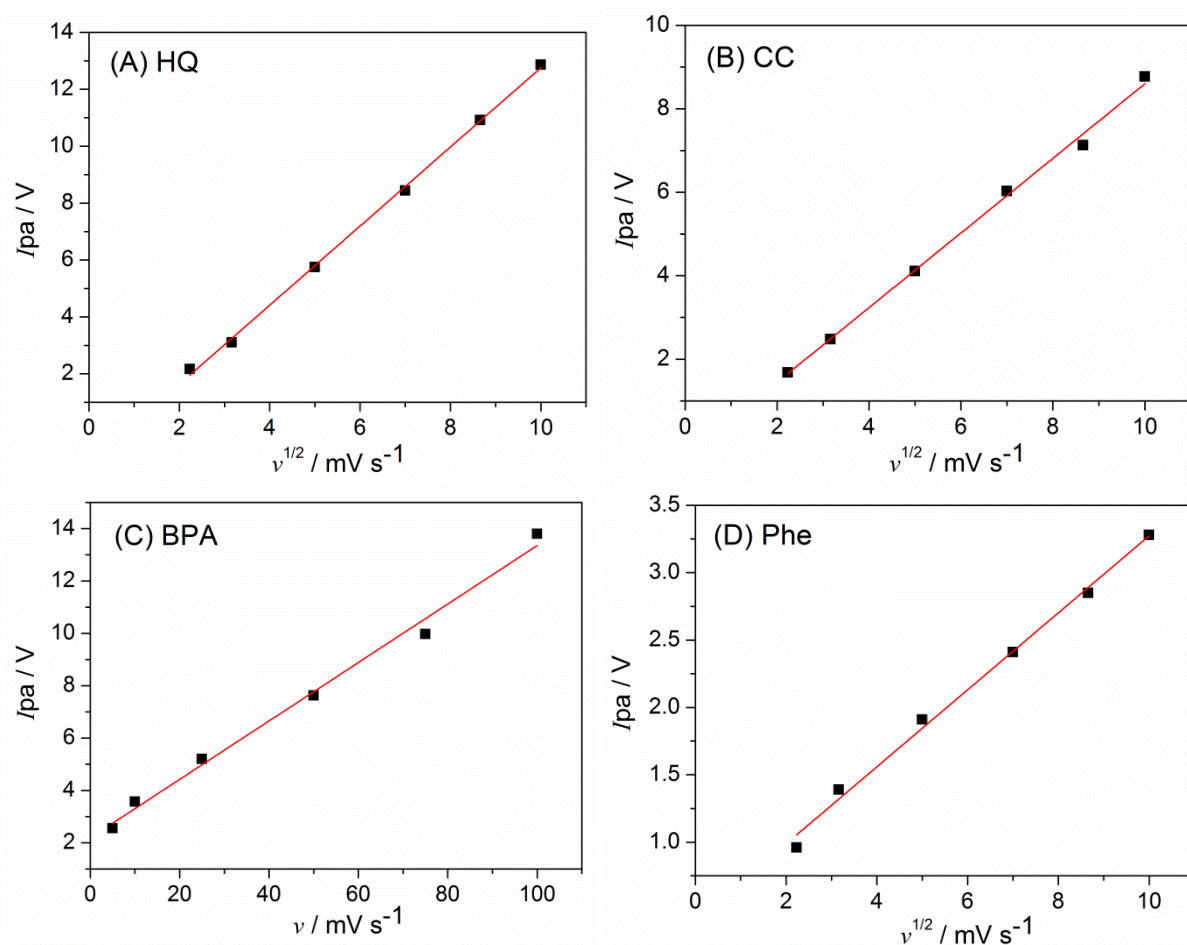 (A) HQ
14
12
10
8
6
4
2
Ipa / V
0 2 4 6 8 10
v1/2 / mV s-1
(B) CC
10
8
6
4
2
Ipa / V
0 2 4 6 8 10
v1/2 / mV s-1
(C) BPA
14
12
10
8
6
4
2
Ipa / V
0 20 40 60 80 100
v / mV s-1
(D) Phe
3.5
3.0
2.5
2.0
1.5
1.0
Ipa / V
0 2 4 6 8 10
v1/2 / mV s-1